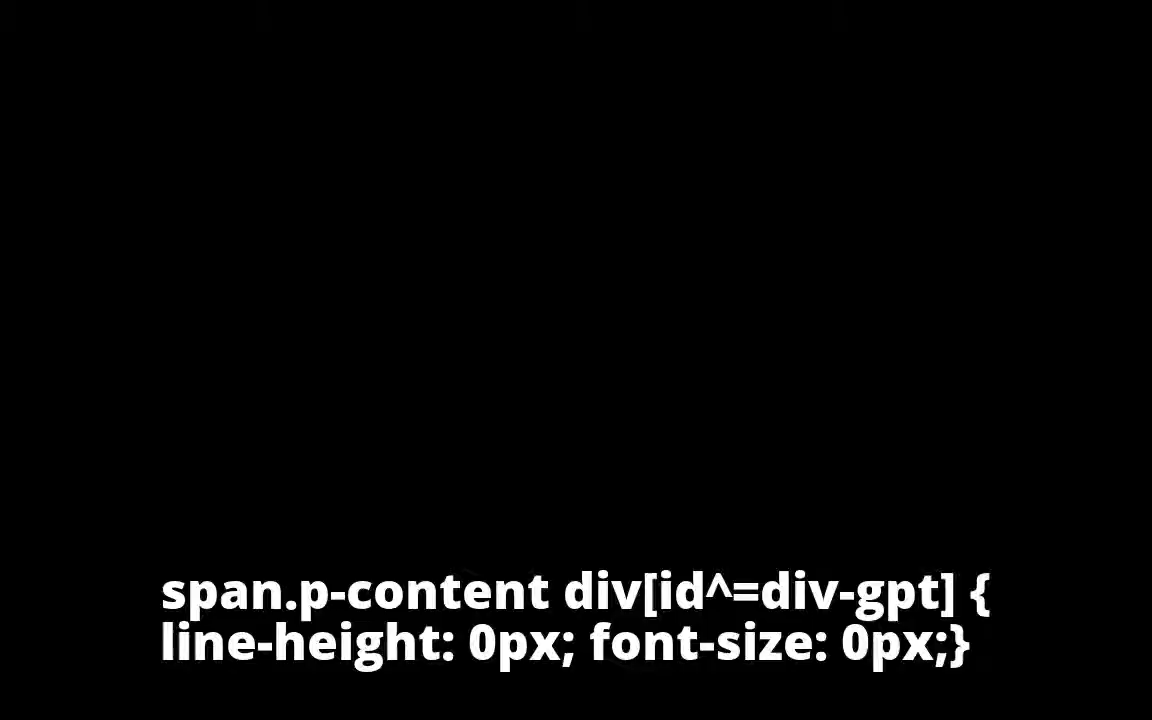 span.p-content div[id^=div-gpt] {
line-height: 0px; font-size: 0px;}